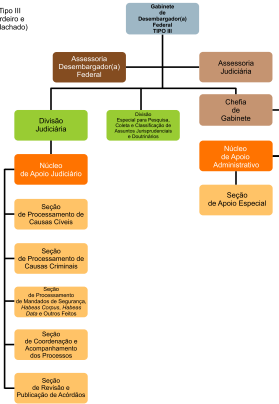 Tipo III
rdeiro e
Machado)
Gabinete
de
Desembargador(a)
Federal
TIPO III
Assessoria
Desembargador(a)
Federal
Assessoria
Judiciária
Divisão
Judiciária
Divisão
Especial para Pesquisa,
Coleta e Classificação de
Assuntos Jurisprudenciais
e Doutrinários
Chefia
de
Gabinete
Núcleo
de Apoio Judiciário
Núcleo
de Apoio
Administrativo
Seção
de Apoio Especial
Seção
de Processamento de
Causas Cíveis
Seção
de Processamento de
Causas Criminais
Seção
de Processamento
de Mandados de Segurança,
Habeas Corpus, Habeas
Data e Outros Feitos
Seção
de Coordenação e
Acompanhamento
dos Processos
Seção
de Revisão e
Publicação de Acórdãos